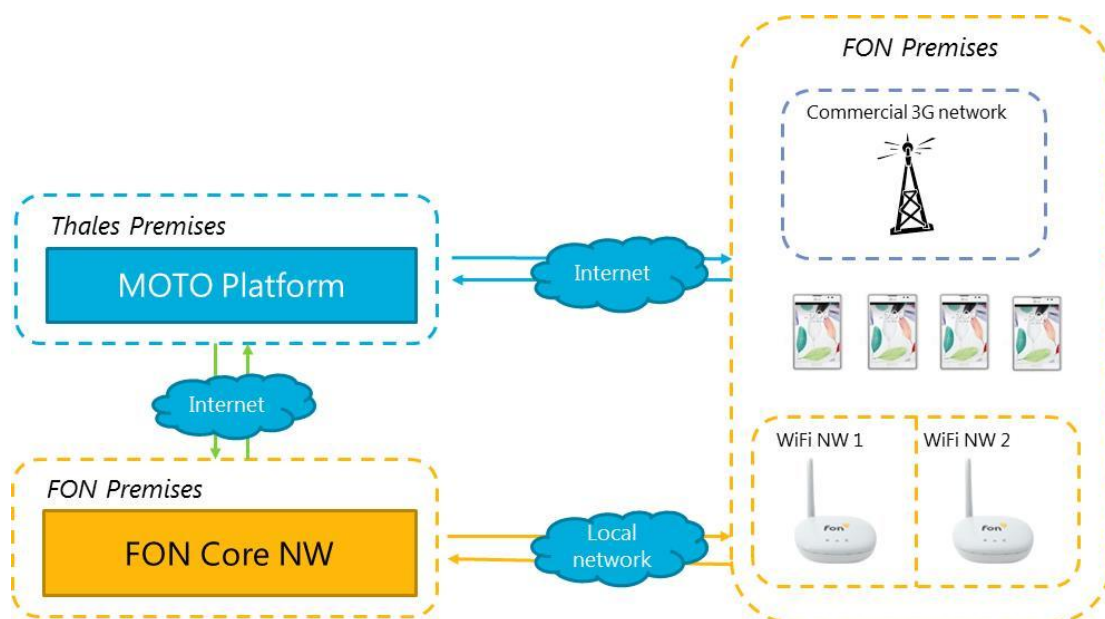 FON Premises
Commercial 3G network
Thales Premises
MOTO Platform
Internet
Internet
WiFi NW 1
WiFi NW 2
fon
fon
FON Premises
FON Core NW
Local
network